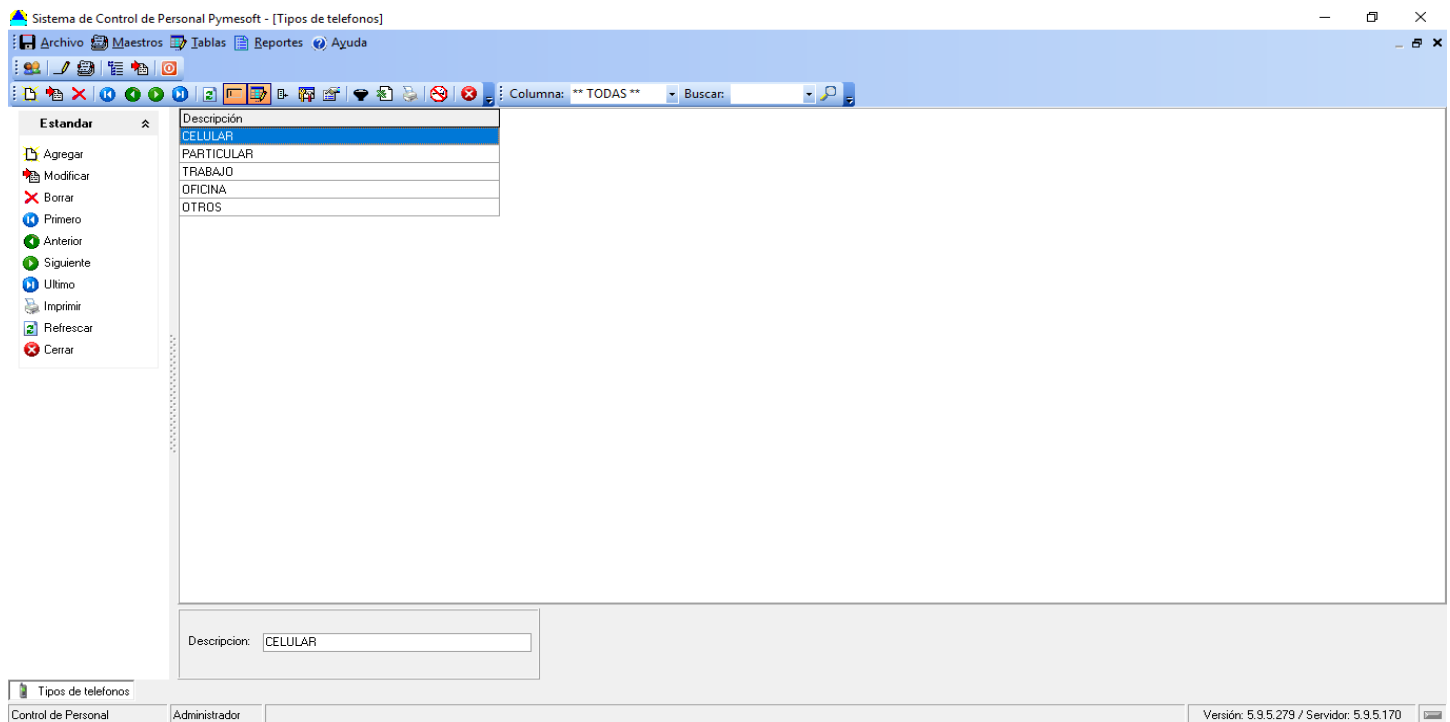 Sistema de Control de Personal Pymesoft - [Tipos de telefonos]
Archivo Maestros Tablas Reportes Ayuda
Columna: ** TODAS ** Buscar:
Estandar
Agregar
Modificar
Borrar
Primero
Anterior
Siguiente
Ultimo
Imprimir
Refrescar
Cerrar
Descripción
CELULAR
PARTICULAR
TRABAJO
OFICINA
OTROS
Descripcion: CELULAR
Tipos de telefonos
Control de Personal Administrador Versión: 5.9.5.279 / Servidor: 5.9.5.170